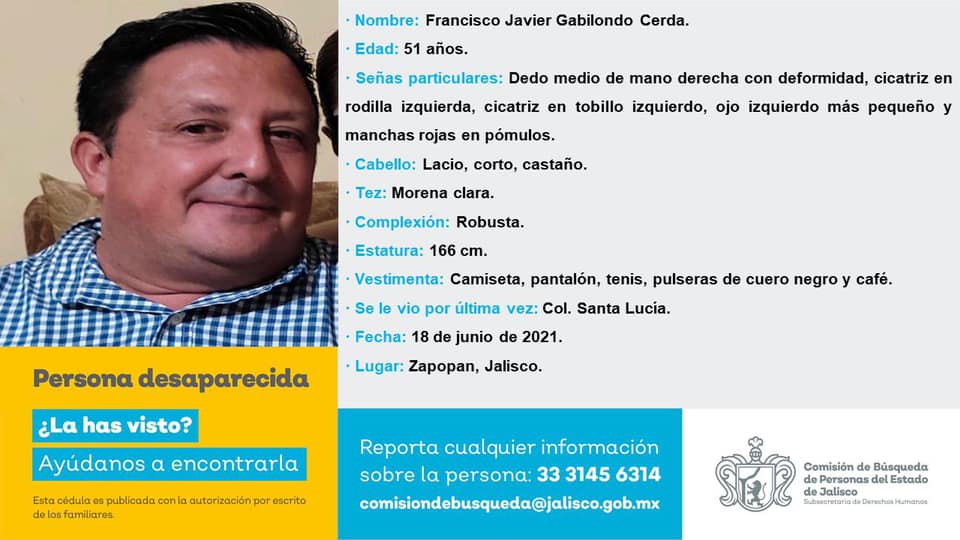 · Nombre: Francisco Javier Gabilondo Cerda.
· Edad: 51 años.
· Señas particulares: Dedo medio de mano derecha con deformidad, cicatriz en
rodilla izquierda, cicatriz en tobillo izquierdo, ojo izquierdo más pequeño y
manchas rojas en pómulos.
· Cabello: Lacio, corto, castaño.
· Tez: Morena clara.
· Complexión: Robusta.
· Estatura: 166 cm.
· Vestimenta: Camiseta, pantalón, tenis, pulseras de cuero negro y café.
· Se le vio por última vez: Col. Santa Lucía.
· Fecha: 18 de junio de 2021.
· Lugar: Zapopan, Jalisco.
Persona desaparecida
¿La has visto?
Ayúdanos a encontrarla
Esta cédula es publicada con la autorización por escrito
de los familiares.
Reporta cualquier información
sobre la persona: 33 3145 6314
comisiondebusqueda@jalisco.gob.mx
Comisión de Búsqueda
de Personas del Estado
de Jalisco
Subsecretaría de Derechos Humanos